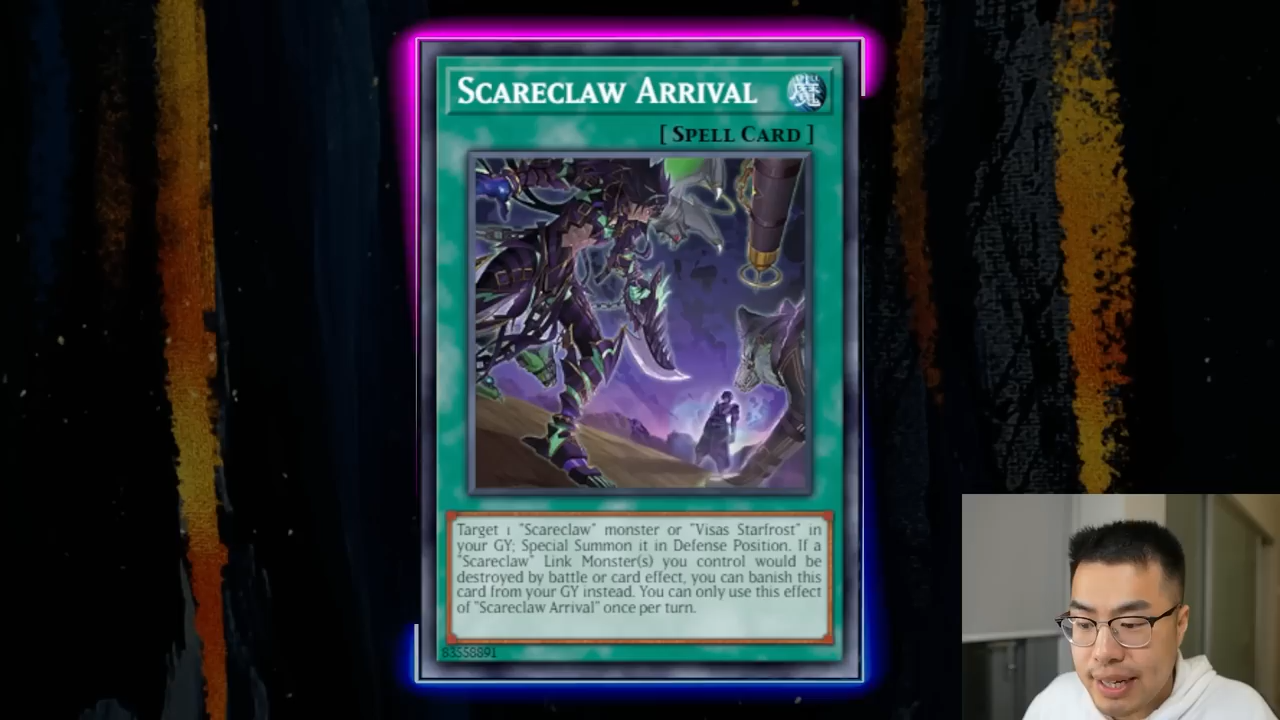 SCARECLAW ARRIVAL
魔
[ SPELL CARD ]
Target 1 "Scareclaw" monster or "Visas Starfrost" in
your GY; Special Summon it in Defense Position. If a
"Scareclaw" Link Monster(s) you control would be
destroyed by battle or card effect, you can banish this
card from your GY instead. You can only use this effect
of "Scareclaw Arrival" once per turn.
83558891